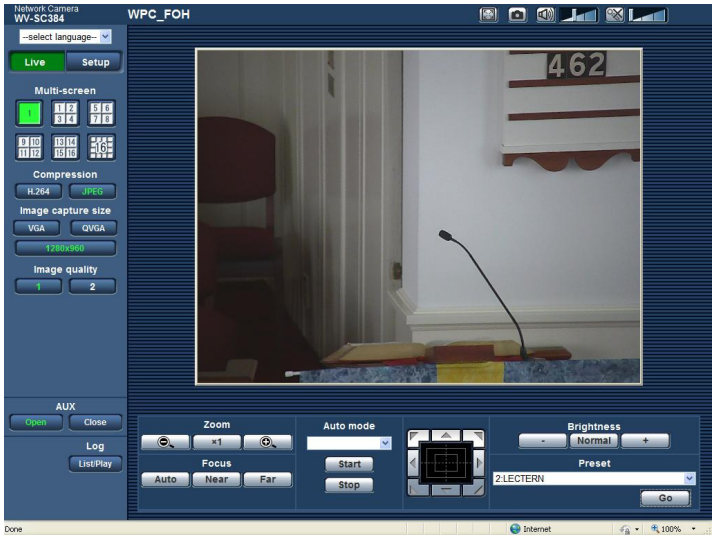 Network Camera
WV-SC384
WPC_FOH
--select language--
Live
Setup
Multi-screen
1
1 2
3 4
5 6
7 8
9 10
11 12
13 14
15 16
16
Compression
H.264
JPEG
Image capture size
VGA
QVGA
1280x960
Image quality
1
2
AUX
Open
Close
Log
List/Play
462
Zoom
×1
Focus
Auto
Near
Far
Auto mode
Start
Stop
Brightness
-
Normal
+
Preset
2:LECTERN
Go
Done
Internet
100%